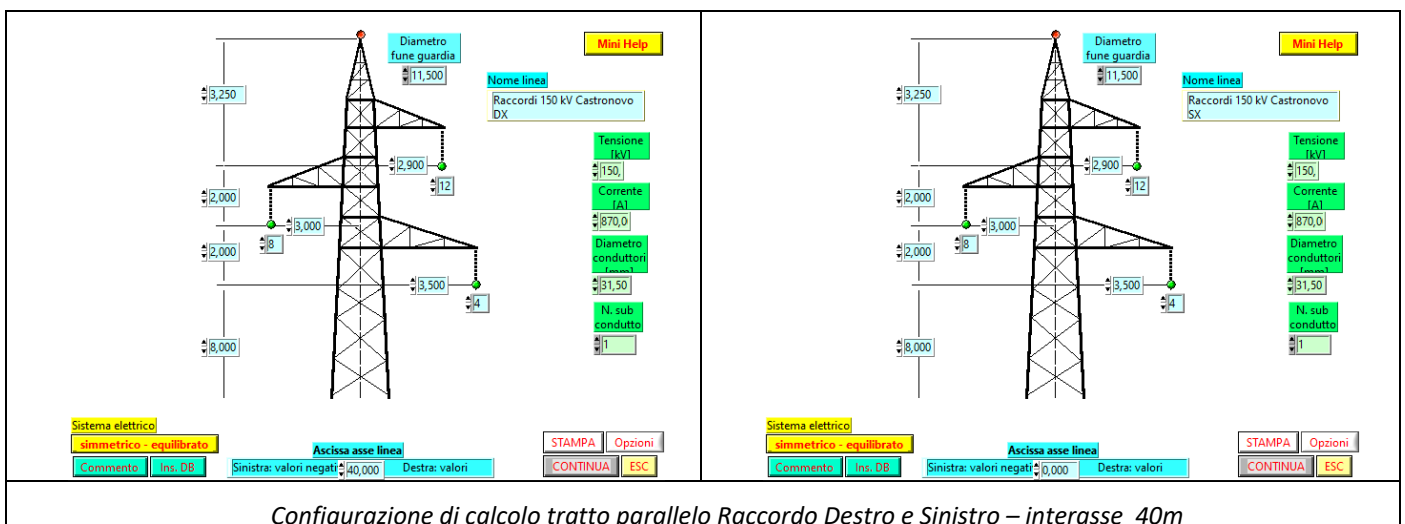 Diametro
fune guardia
11,500
Mini Help
Nome linea
Raccordi 150 kV Castronovo
DX
3,250
Tensione
[kV]
150,
2,900
12
Corrente
[A]
870,0
2,000
3,000
8
Diametro
conduttori
[mm]
31,50
2,000
3,500
4
N. sub
condutto
1
8,000
Sistema elettrico
simmetrico - equilibrato
Commento
Ins. DB
Ascissa asse linea
Sinistra: valori negati
40,000
Destra: valori
STAMPA
Opzioni
CONTINUA
ESC
Diametro
fune guardia
11,500
Mini Help
Nome linea
Raccordi 150 kV Castronovo
SX
3,250
Tensione
[kV]
150,
2,900
12
Corrente
[A]
870,0
2,000
3,000
8
Diametro
conduttori
[mm]
31,50
2,000
3,500
4
N. sub
condutto
1
8,000
Sistema elettrico
simmetrico - equilibrato
Commento
Ins. DB
Ascissa asse linea
Sinistra: valori negati
0,000
Destra: valori
STAMPA
Opzioni
CONTINUA
ESC
Configurazione di calcolo tratto parallelo Raccordo Destro e Sinistro – interasse 40m